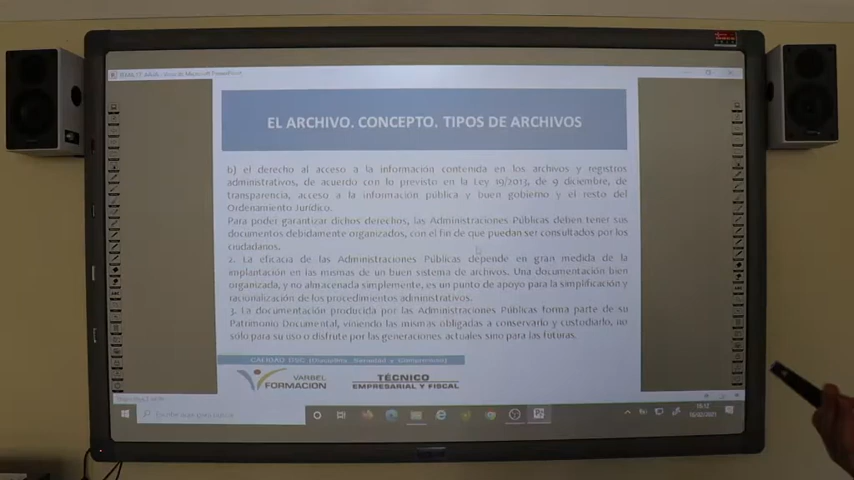 EL ARCHIVO. CONCEPTO. TIPOS DE ARCHIVOS
b) el derecho al acceso a la información contenida en los archivos y registros
administrativos, de acuerdo con lo previsto en la Ley 19/2013, de 9 diciembre, de
transparencia, acceso a la información pública y buen gobierno y el resto del
Ordenamiento Jurídico.
Para poder garantizar dichos derechos, las Administraciones Públicas deben tener sus
documentos debidamente organizados, con el fin de que puedan ser consultados por los
ciudadanos.
2. La eficacia de las Administraciones Públicas depende en gran medida de la
implantación en las mismas de un buen sistema de archivos. Una documentación bien
organizada, y no almacenada simplemente, es un punto de apoyo para la simplificación y
racionalización de los procedimientos administrativos.
3. La documentación producida por las Administraciones Públicas forma parte de su
Patrimonio Documental, viniendo las mismas obligadas a conservarlo y custodiarlo, no
sólo para su uso o disfrute por las generaciones actuales sino para las futuras.
CALIDAD DSC (Disciplina, Seriedad y Compromiso)
VARBEL
FORMACION
TÉCNICO
EMPRESARIAL Y FISCAL